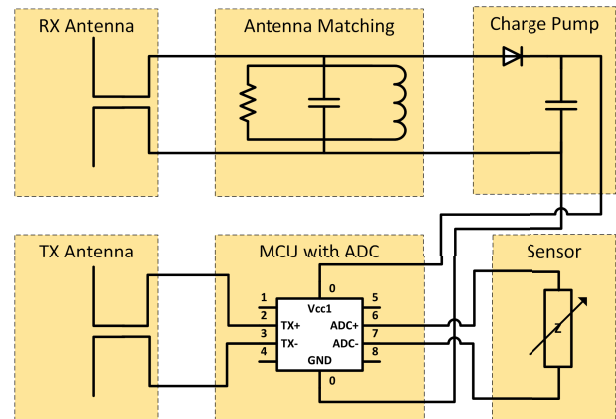 RX Antenna
Antenna Matching
Charge Pump
TX Antenna
MCU with ADC
Sensor
0
1
Vcc1
5
2
TX+
ADC+
6
3
TX-
ADC-
7
4
GND
8
0
Z